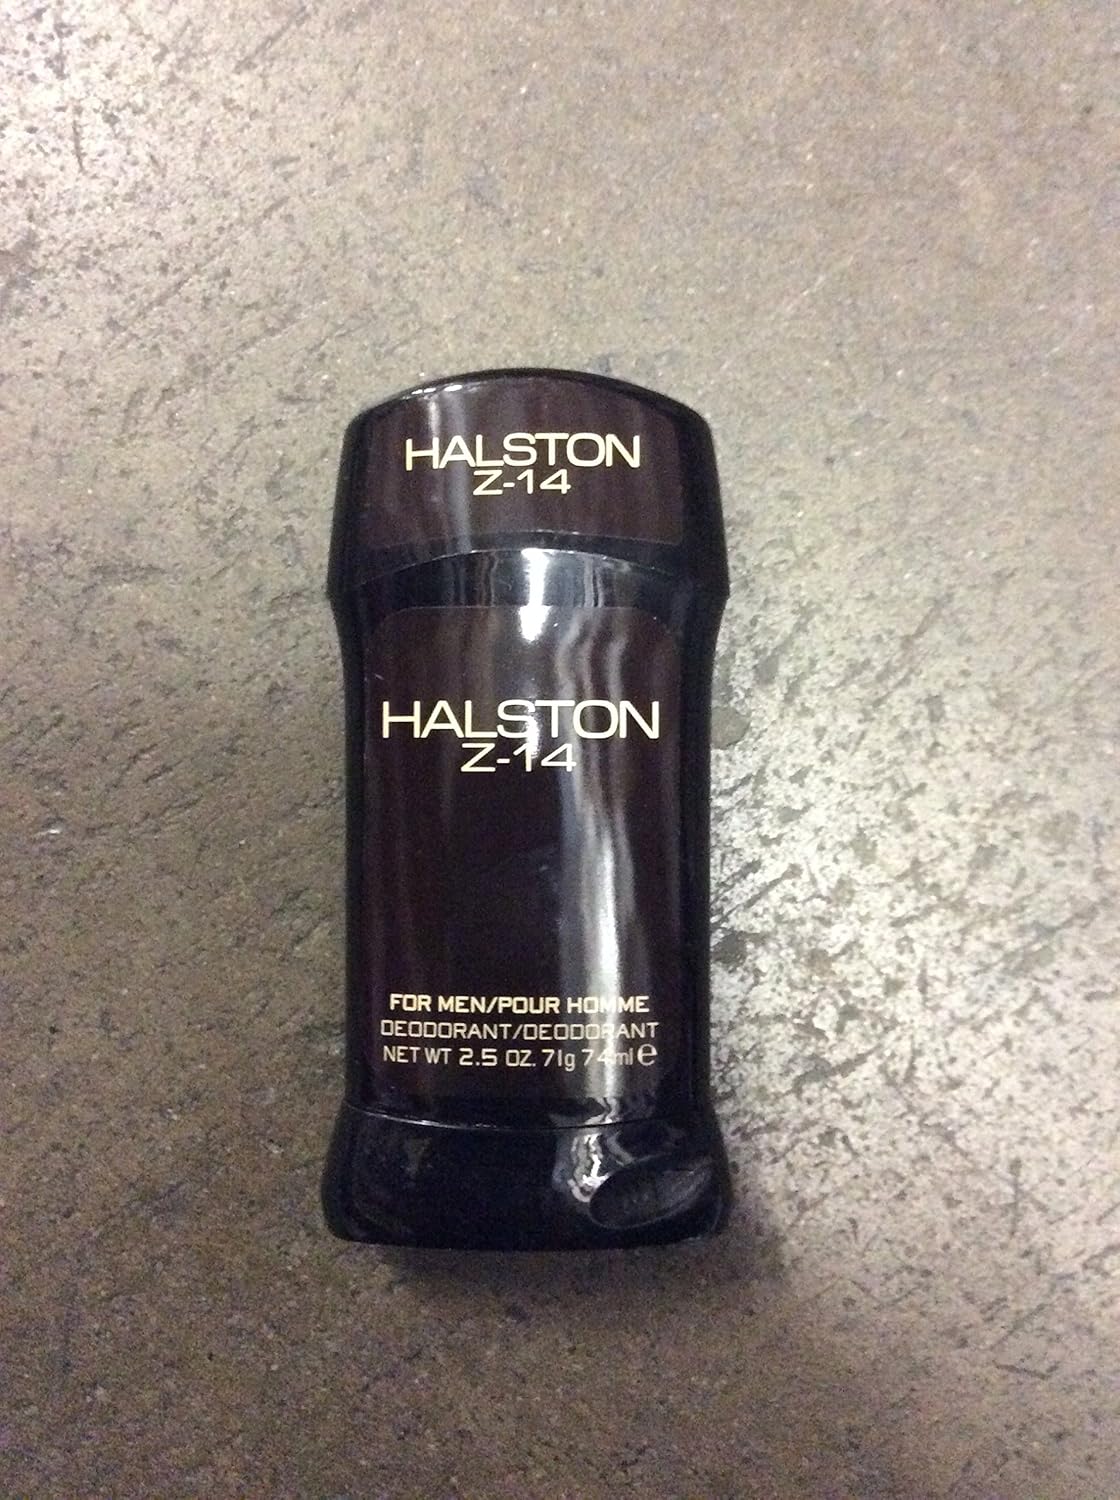 HALSTON
Z-14
HALSTON
Z-14
FOR MEN/POUR HOMME
DEODORANT/DEODORANT
NET WT 2.5 OZ. 71g 74ml e